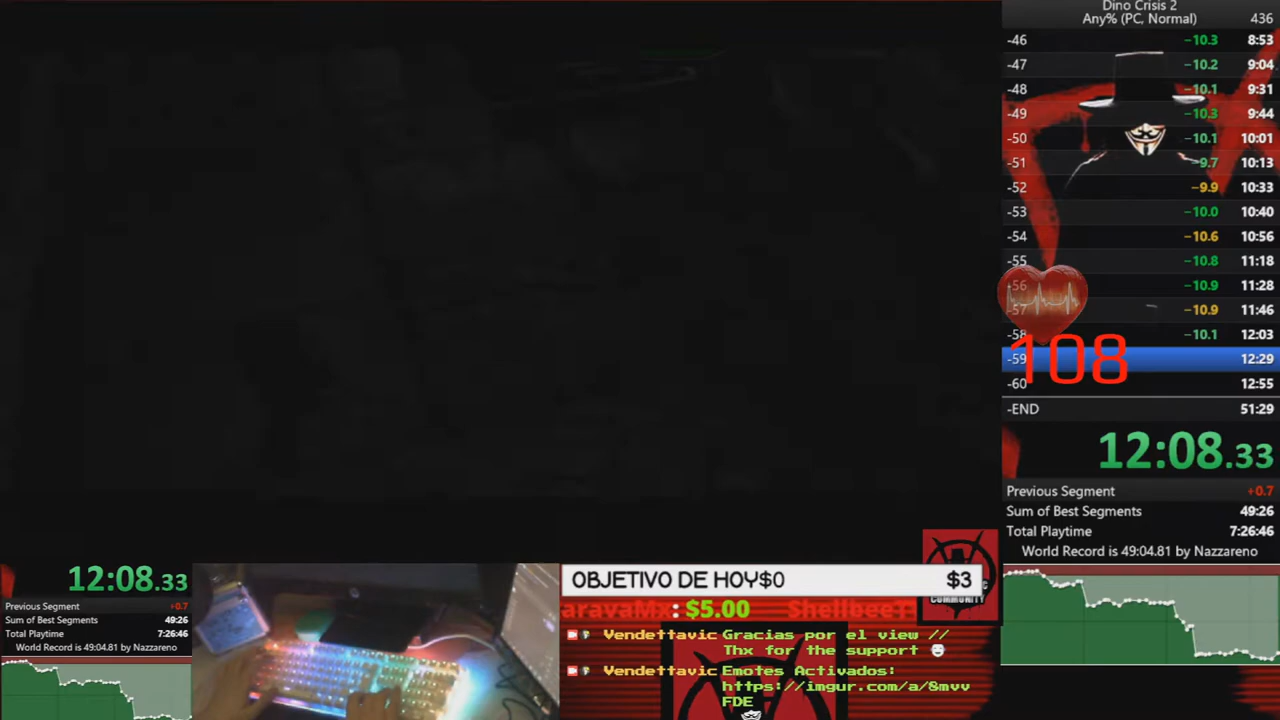 Dino Crisis 2
Any% (PC, Normal) 436
-46 −10.3 8:53
-47 −10.2 9:04
-48 −10.1 9:31
-49 −10.3 9:44
-50 −10.1 10:01
-51 −9.7 10:13
-52 −9.9 10:33
-53 −10.0 10:40
-54 −10.6 10:56
-55 −10.8 11:18
-56 −10.9 11:28
-57 −10.9 11:46
-58 −10.1 12:03
-59 12:29
108
-60 12:55
-END 51:29
12:08.33
Previous Segment +0.7
Sum of Best Segments 49:26
Total Playtime 7:26:46
World Record is 49:04.81 by Nazzareno
12:08.33
Previous Segment +0.7
Sum of Best Segments 49:26
Total Playtime 7:26:46
World Record is 49:04.81 by Nazzareno
OBJETIVO DE HOY$0 $3
COMMUNITY
aravaMx: $5.00
Vendettavic Gracias por el view //
Thx for the support
Vendettavic Emotes Activados:
https://imgur.com/a/8mvv
FDE